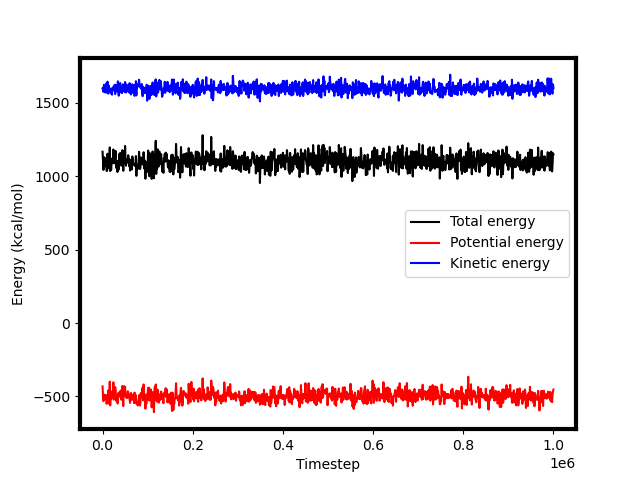 1500
1000
500
0
−500
Energy (kcal/mol)
Total energy
Potential energy
Kinetic energy
0.0 0.2 0.4 0.6 0.8 1.0
1e6
Timestep